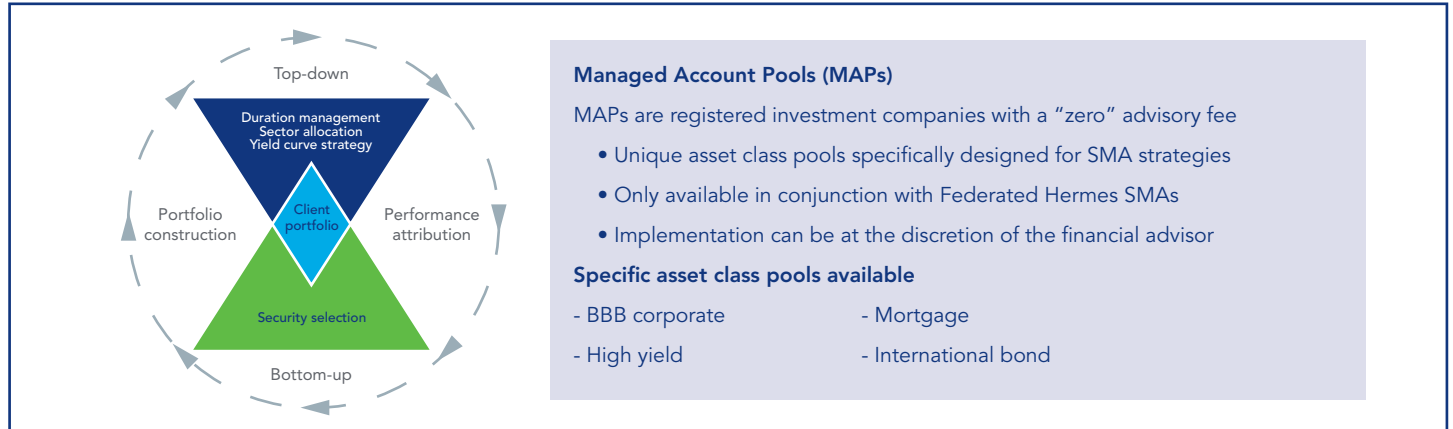 Top-down
Duration management
Sector allocation
Yield curve strategy
Client
portfolio
Portfolio
construction
Performance
attribution
Security selection
Bottom-up
Managed Account Pools (MAPs)
MAPs are registered investment companies with a “zero” advisory fee
• Unique asset class pools specifically designed for SMA strategies
• Only available in conjunction with Federated Hermes SMAs
• Implementation can be at the discretion of the financial advisor
Specific asset class pools available
- BBB corporate - Mortgage
- High yield - International bond